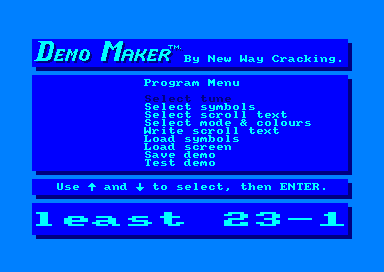 DEMO MAKER™
By New Way Cracking.
Program Menu
Select symbols
Select scroll text
Select mode & colours
Write scroll text
Load symbols
Load screen
Save demo
Test demo
Use ↑ and ↓ to select, then ENTER.
least 23-1